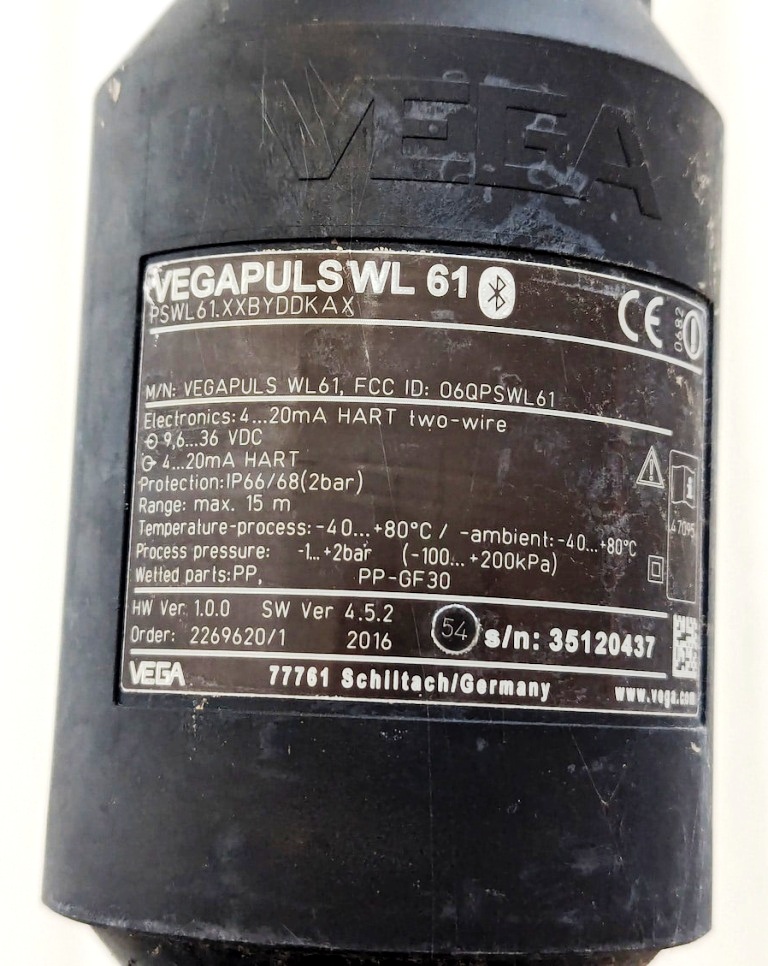 VEGA
VEGAPULS WL 61
PSWL61.XXBYDDKAX
CE 0682
M/N: VEGAPULS WL61, FCC ID: O6QPSWL61
Electronics: 4...20mA HART two-wire
9,6...36 VDC
4...20mA HART
Protection: IP66/68(2bar)
Range: max. 15 m
Temperature-process: -40...+80°C / -ambient: -40...+80°C
Process pressure: -1...+2bar (-100...+200kPa)
Wetted parts: PP, PP-GF30
47095
HW Ver. 1.0.0 SW Ver 4.5.2
Order: 2269620/1 2016 54 s/n: 35120437
VEGA 77761 Schiltach/Germany www.vega.com